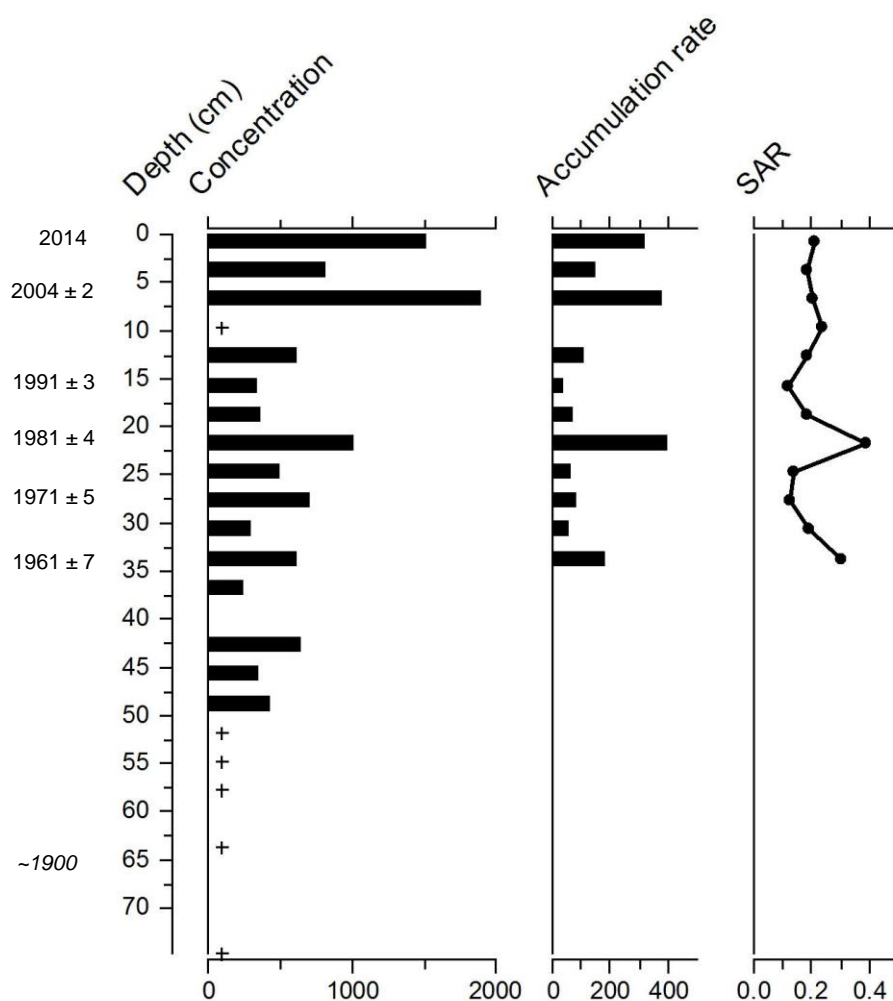 Depth (cm)
Concentration
Accumulation rate
SAR
2014
2004 ± 2
1991 ± 3
1981 ± 4
1971 ± 5
1961 ± 7
~1900
0
5
10
15
20
25
30
35
40
45
50
55
60
65
70
+
+
+
+
+
+
0 1000 2000
0 200 400
0.0 0.2 0.4